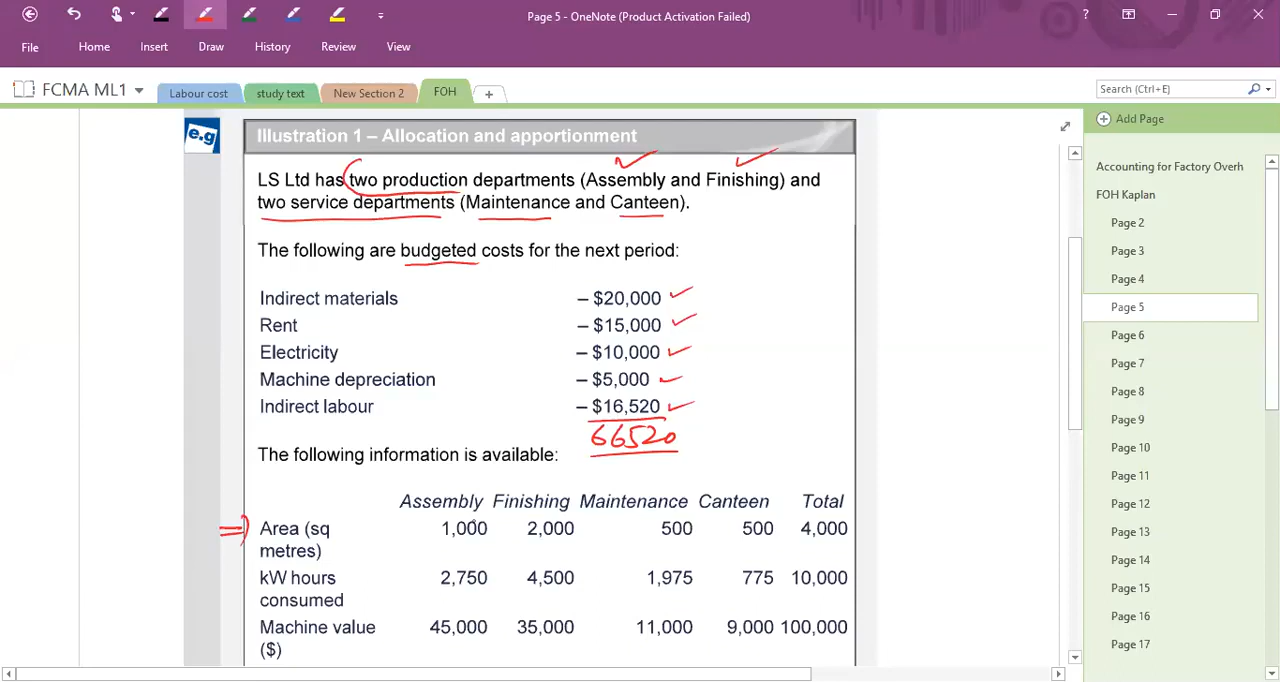 Page 5 - OneNote (Product Activation Failed)
?
File Home Insert Draw History Review View
FCMA ML1 Labour cost study text New Section 2 FOH + Search (Ctrl+E)
e.g
Illustration 1 – Allocation and apportionment
LS Ltd has two production departments (Assembly and Finishing) and
two service departments (Maintenance and Canteen).
The following are budgeted costs for the next period:
Indirect materials – $20,000
Rent – $15,000
Electricity – $10,000
Machine depreciation – $5,000
Indirect labour – $16,520
66520
The following information is available:
Assembly Finishing Maintenance Canteen Total
Area (sq 1,000 2,000 500 500 4,000
metres)
kW hours 2,750 4,500 1,975 775 10,000
consumed
Machine value 45,000 35,000 11,000 9,000 100,000
($)
Add Page
Accounting for Factory Overh
FOH Kaplan
Page 2
Page 3
Page 4
Page 5
Page 6
Page 7
Page 8
Page 9
Page 10
Page 11
Page 12
Page 13
Page 14
Page 15
Page 16
Page 17